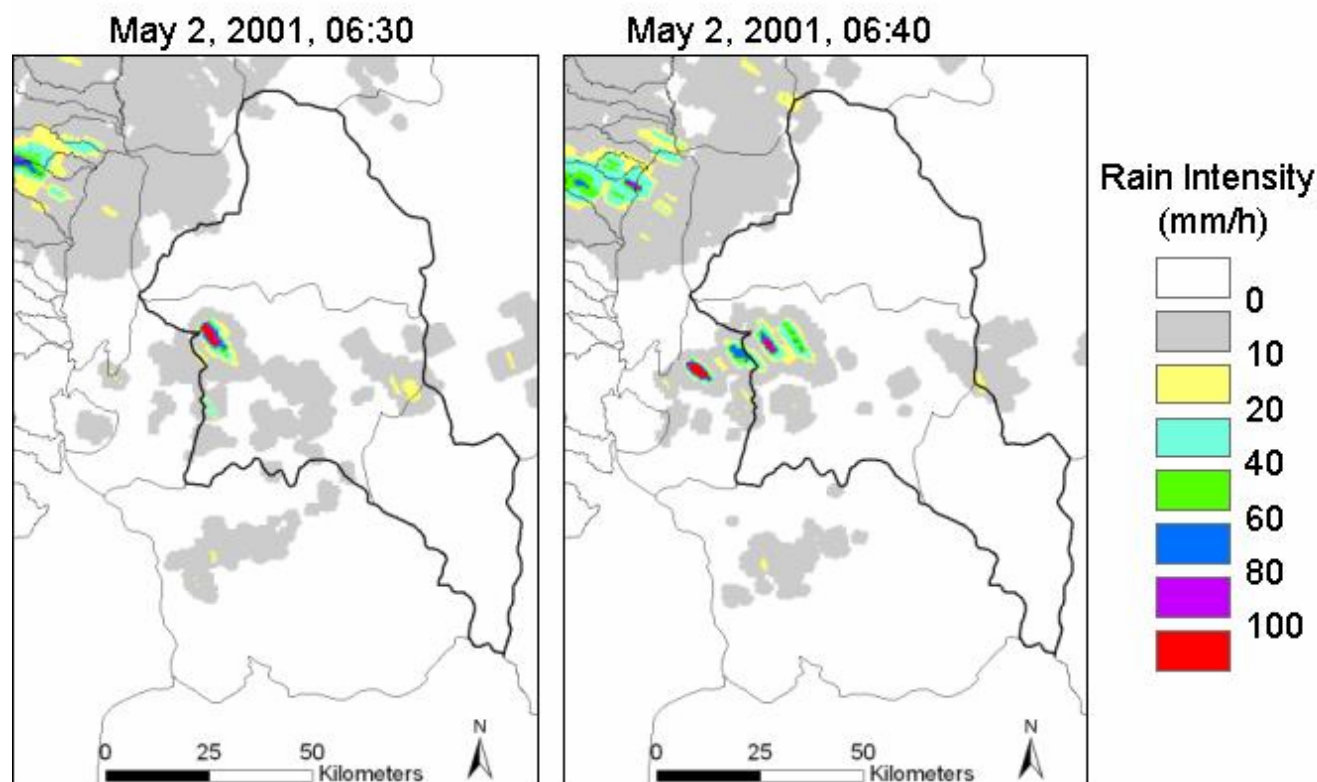 May 2, 2001, 06:30
May 2, 2001, 06:40
Rain Intensity
(mm/h)
0
10
20
40
60
80
100
N
0 25 50
Kilometers
N
0 25 50
Kilometers